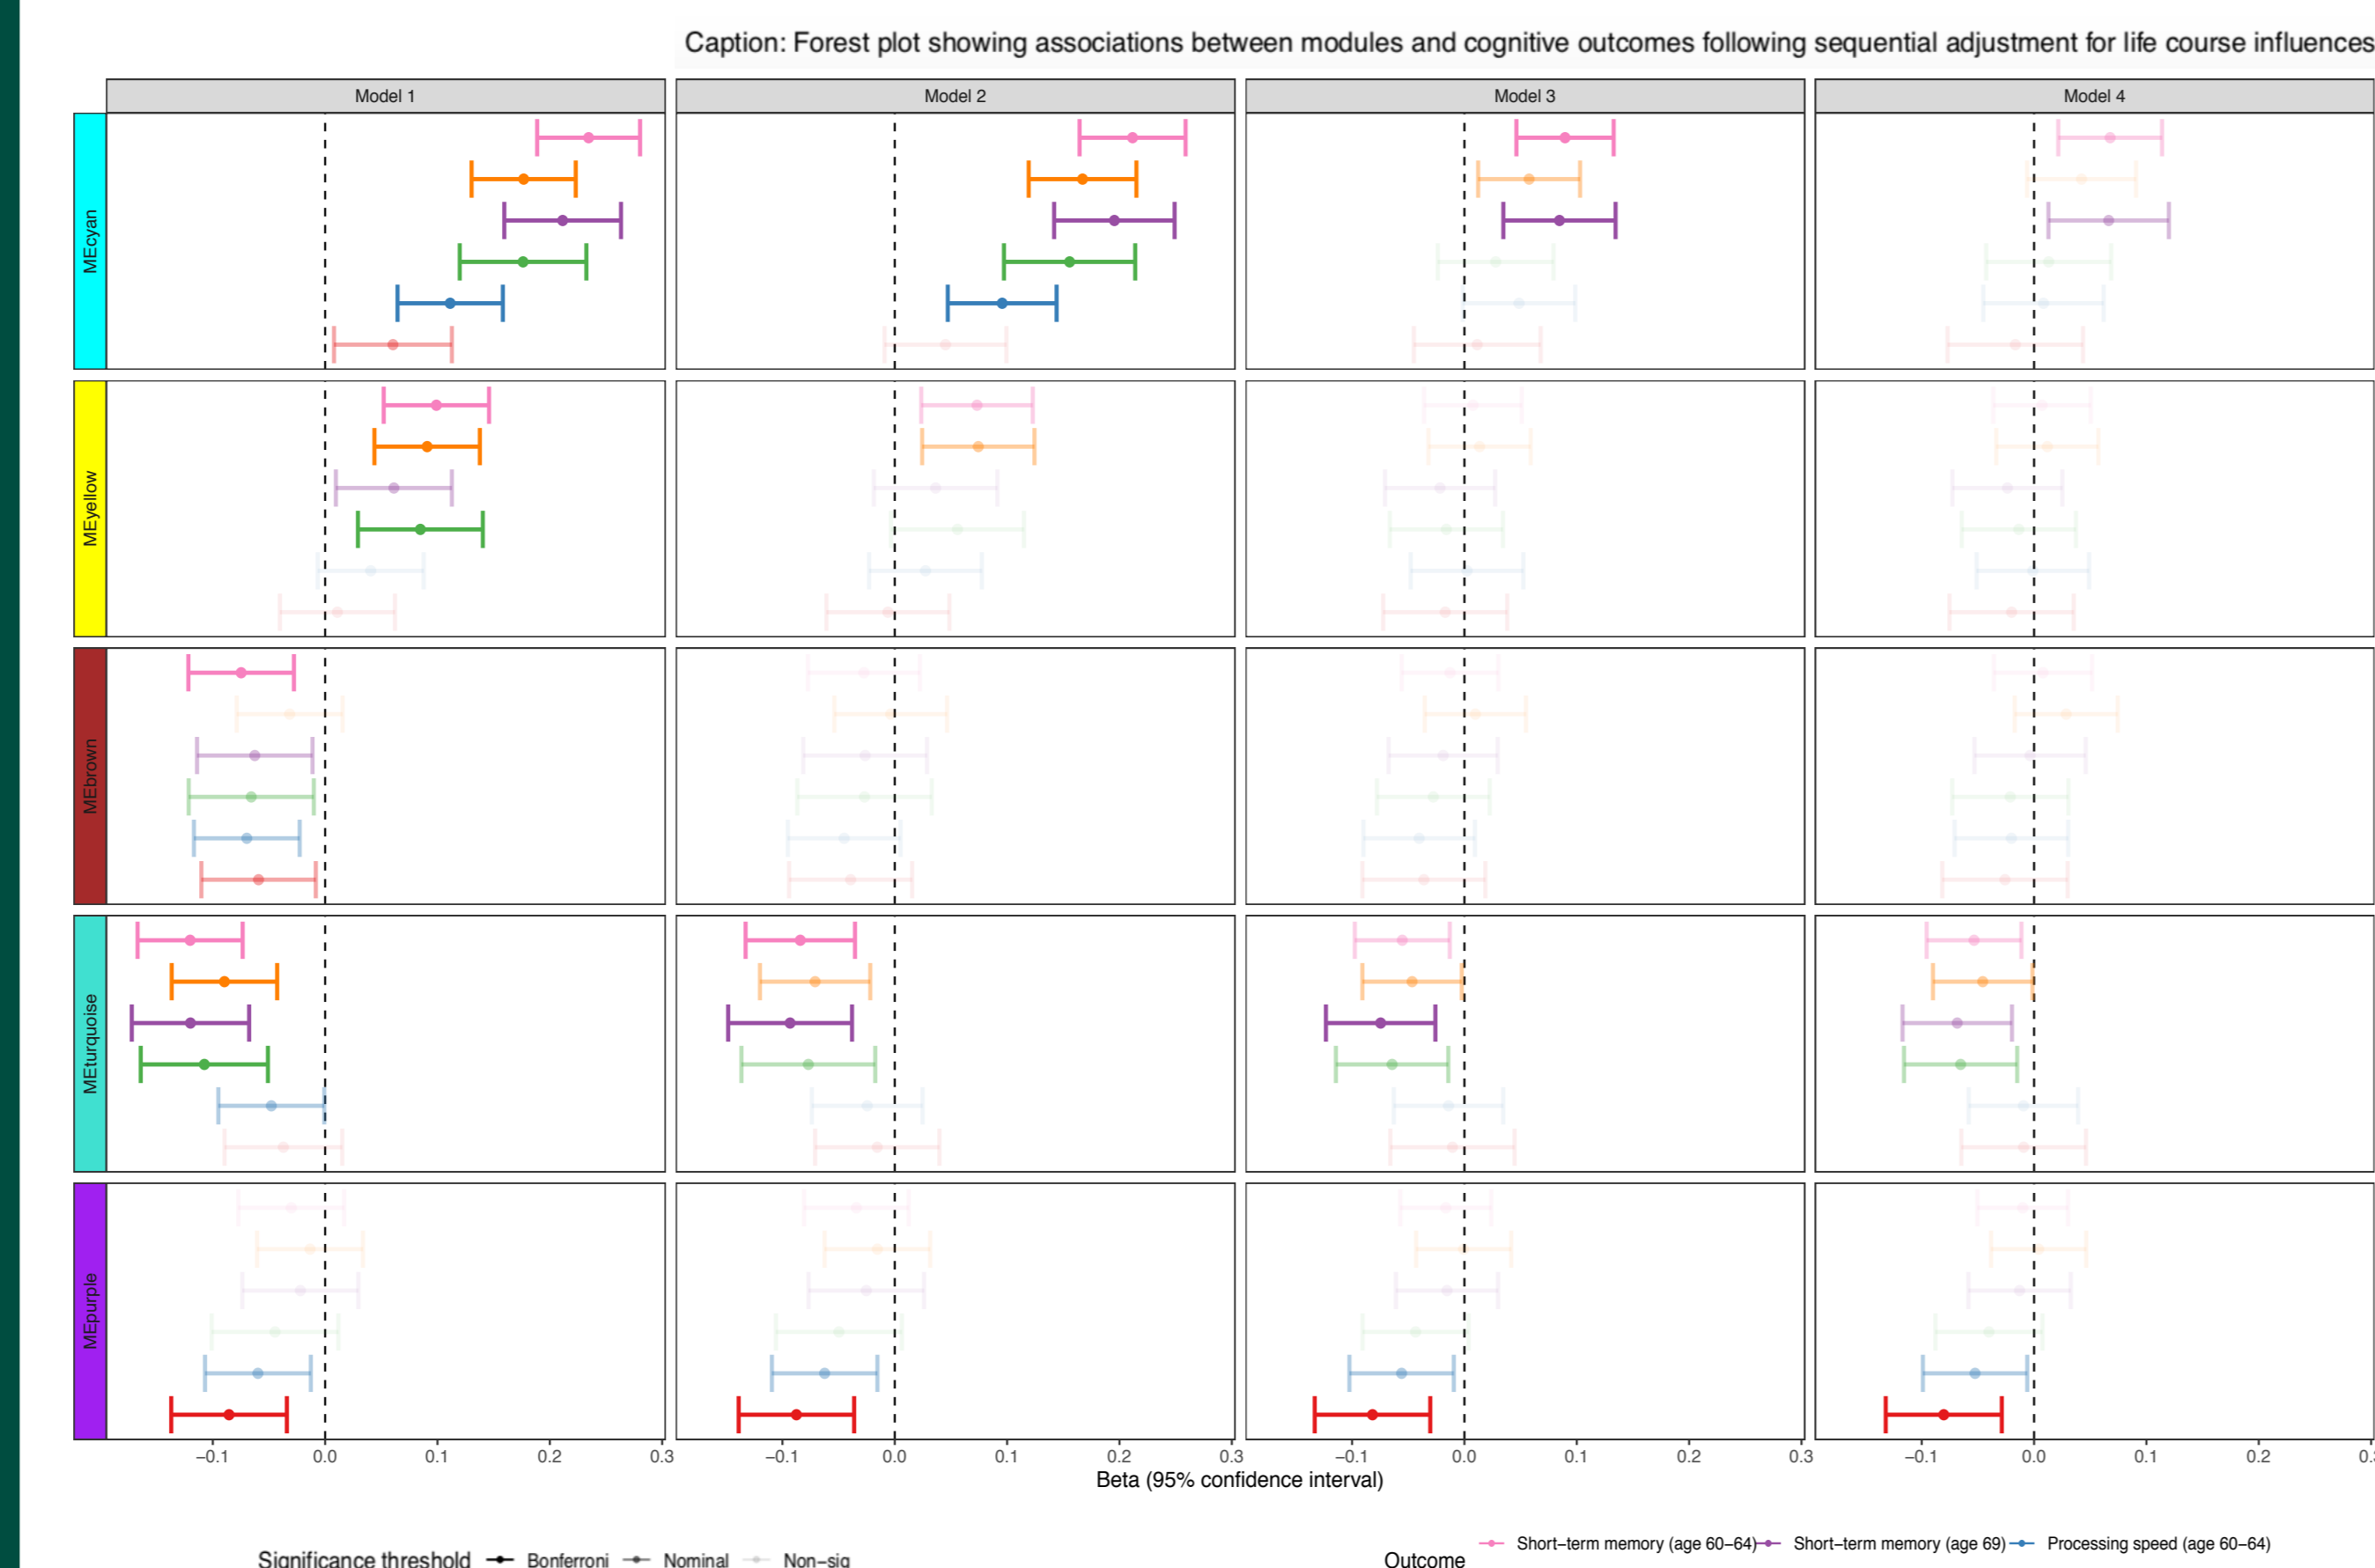 Caption: Forest plot showing associations between modules and cognitive outcomes following sequential adjustment for life course influences
Model 1 Model 2 Model 3 Model 4
MEcyan
MEyellow
MEbrown
MEturquoise
MEpurple
−0.1 0.0 0.1 0.2 0.3 −0.1 0.0 0.1 0.2 0.3 −0.1 0.0 0.1 0.2 0.3 −0.1 0.0 0.1 0.2
Beta (95% confidence interval)
Short−term memory (age 60−64) Short−term memory (age 69) Processing speed (age 60−64)
Significance threshold Bonferroni Nominal Non−sig Outcome